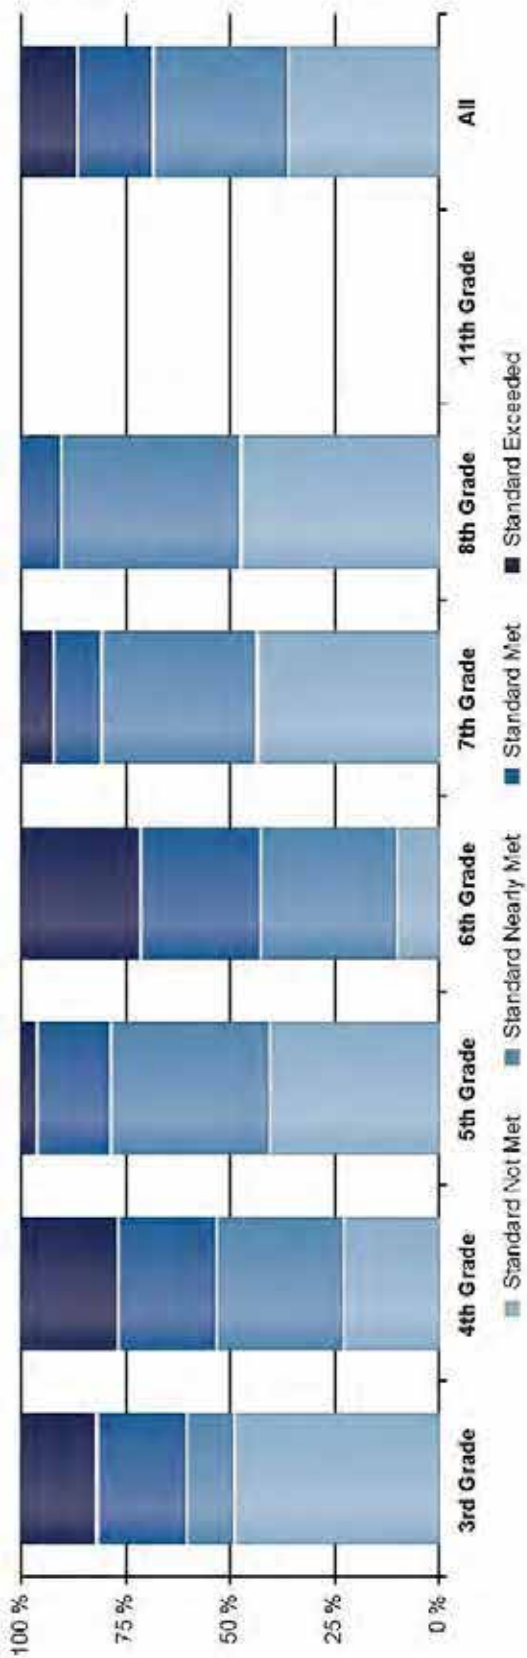 100 %
75 %
50 %
25 %
0 %
3rd Grade
4th Grade
5th Grade
6th Grade
7th Grade
8th Grade
11th Grade
All
Standard Not Met
Standard Nearly Met
Standard Met
Standard Exceeded